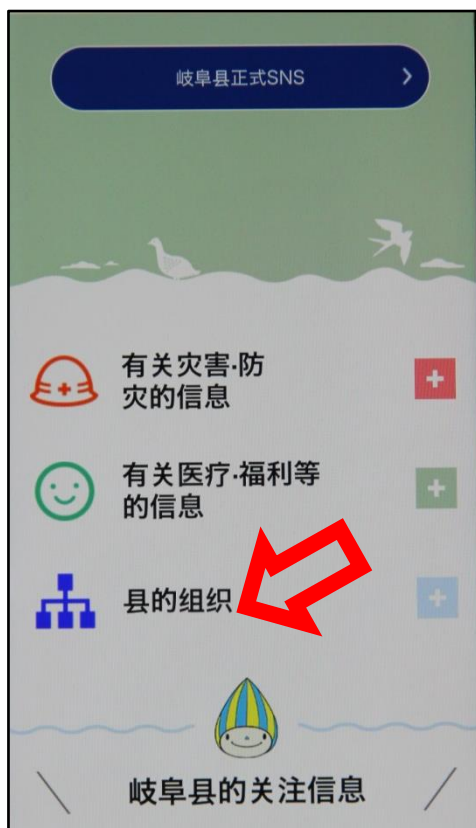 岐阜县正式SNS
有关灾害·防
灾的信息
有关医疗·福利等
的信息
县的组织
岐阜县的关注信息